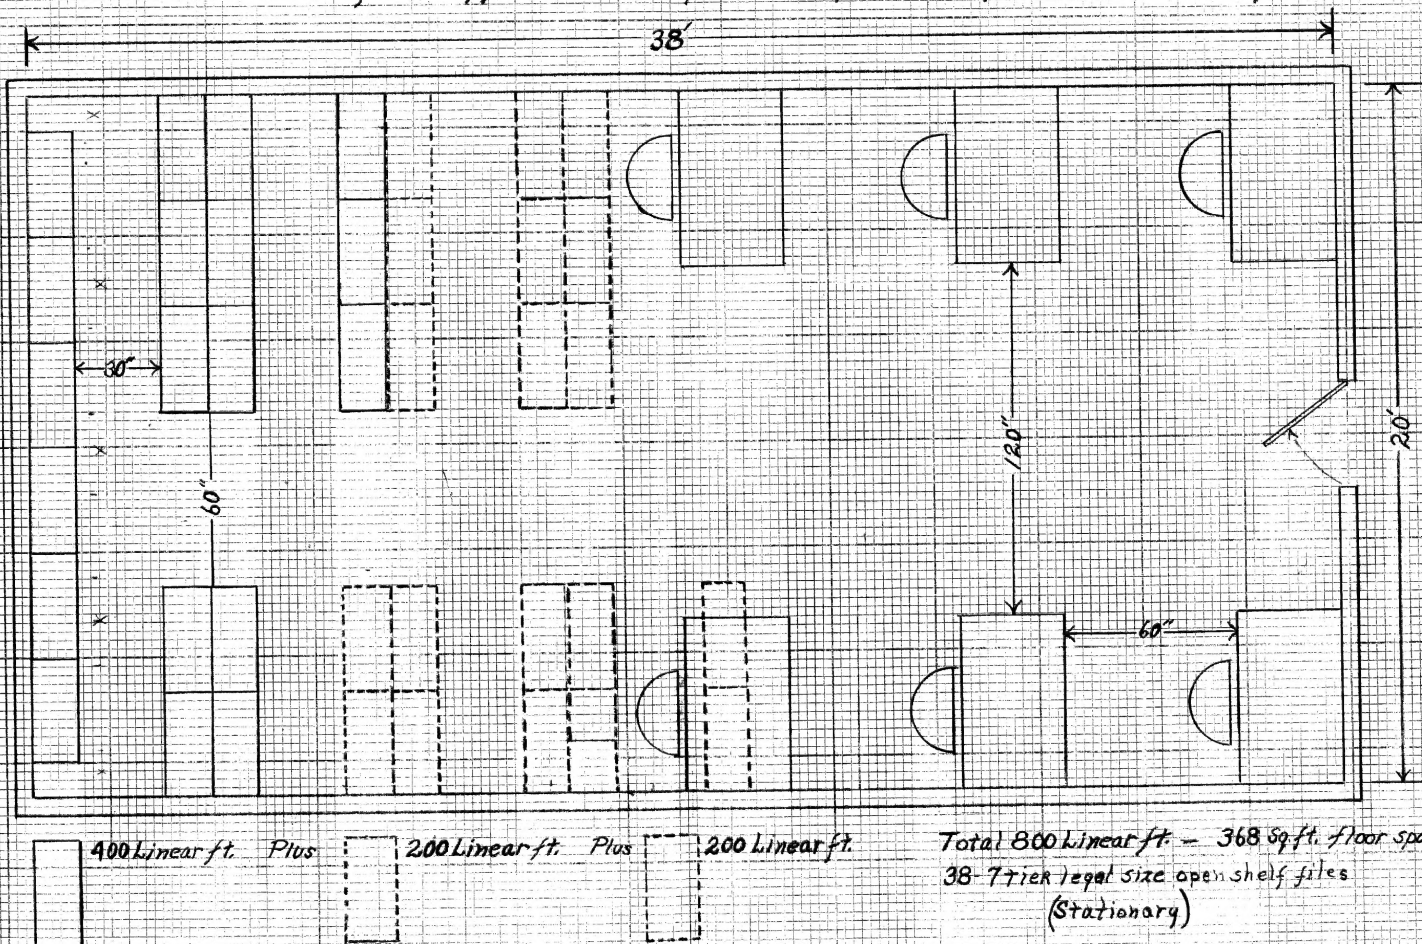 38'
30"
60"
120"
20'
60"
400 Linear ft. Plus 200 Linear ft. Plus 200 Linear ft.
Total 800 Linear ft. – 368 sq.ft. floor
38-7 tier legal size open shelf files
(Stationary)